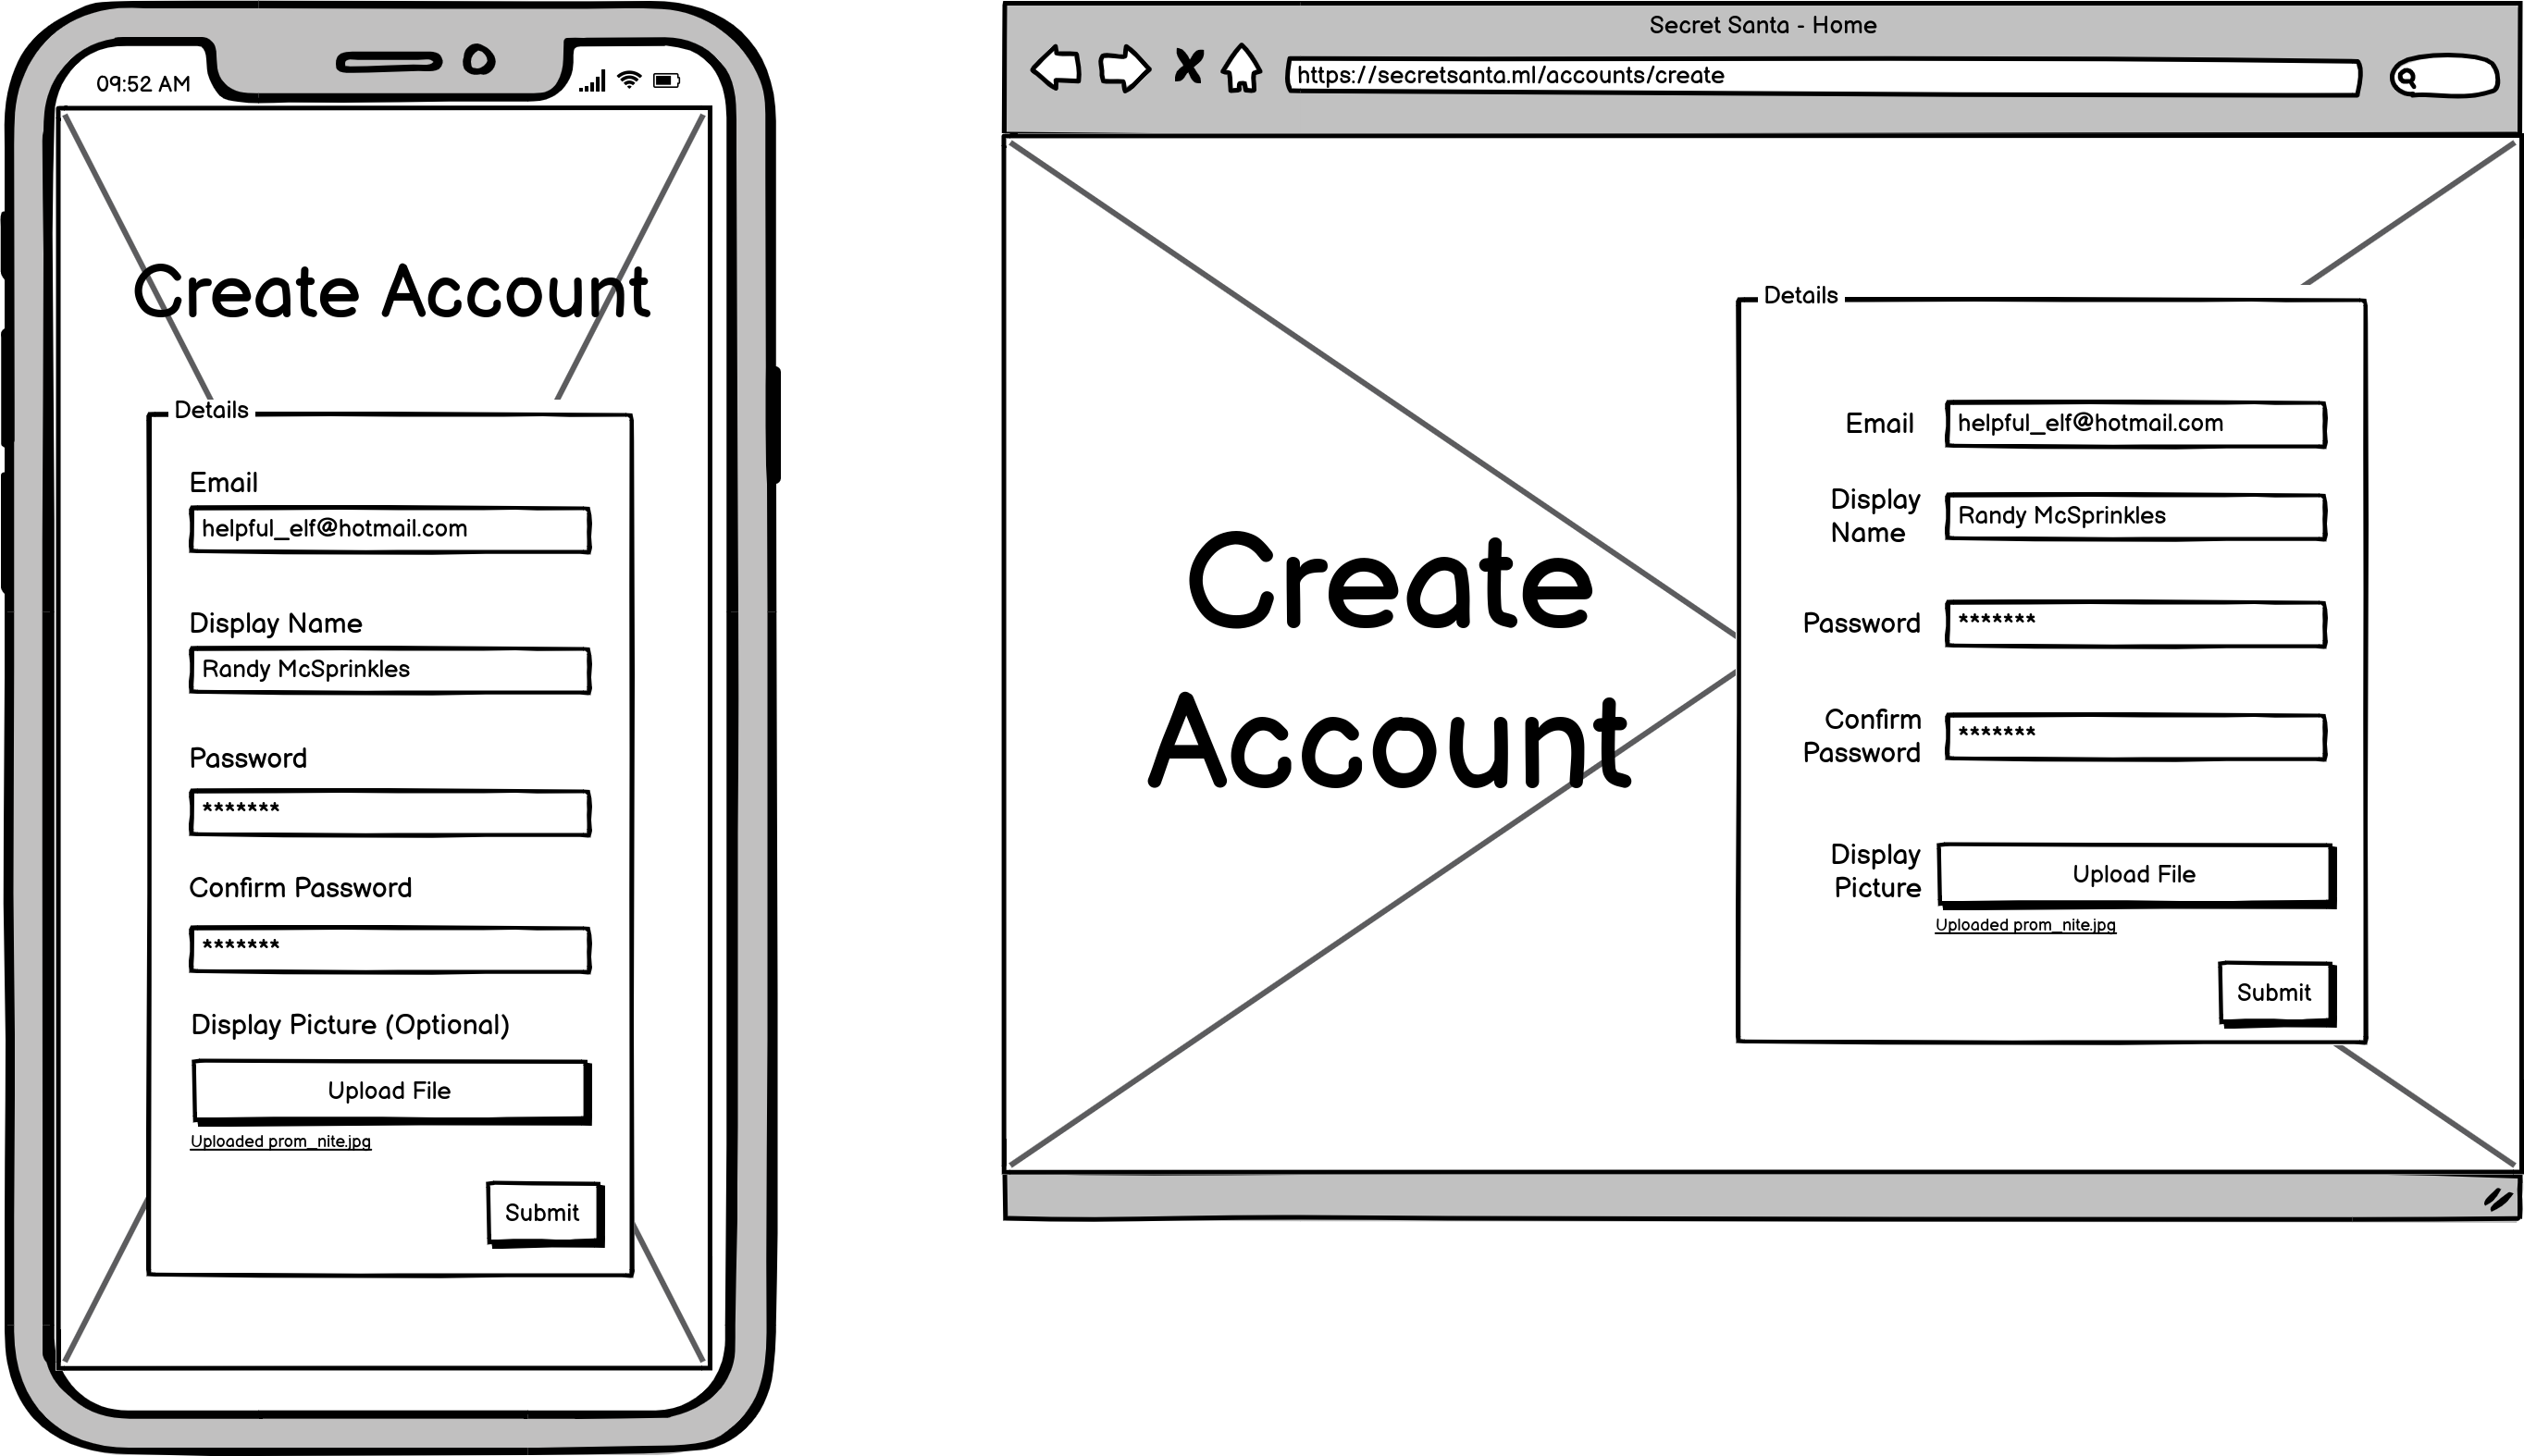 09:52 AM
Create Account
Details
Email
helpful_elf@hotmail.com
Display Name
Randy McSprinkles
Password
*******
Confirm Password
*******
Display Picture (Optional)
Upload File
Uploaded prom_nite.jpg
Submit
Secret Santa - Home
https://secretsanta.ml/accounts/create
Create
Account
Details
Email
helpful_elf@hotmail.com
Display
Name
Randy McSprinkles
Password
*******
Confirm
Password
*******
Display
Picture
Upload File
Uploaded prom_nite.jpg
Submit